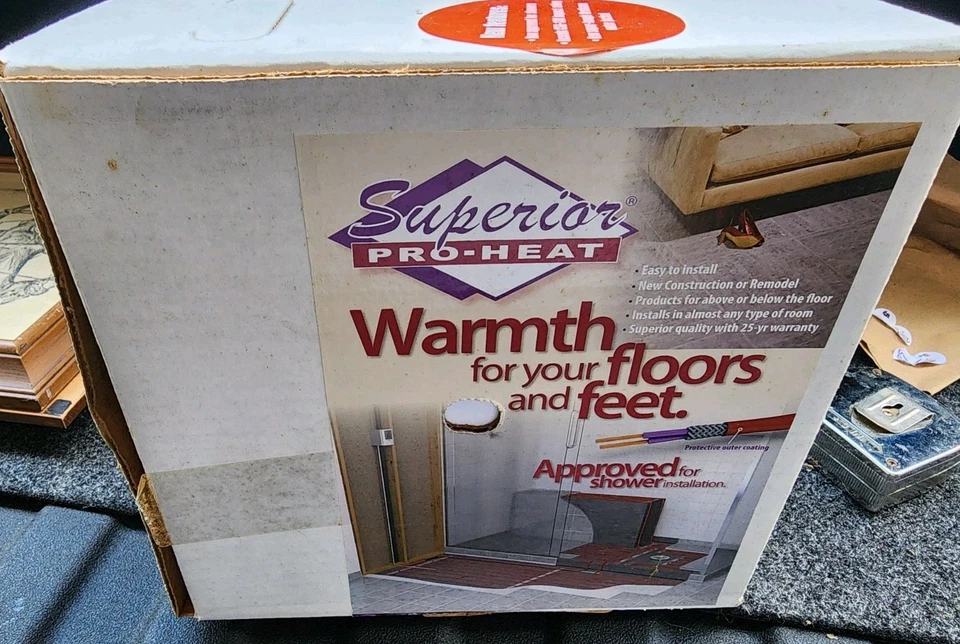 Superior®
PRO-HEAT
• Easy to install
• New Construction or Remodel
• Products for above or below the floor
• Installs in almost any type of room
• Superior quality with 25-yr warranty
Warmth
for your floors
and feet.
Protective outer coating
Approved for
shower installation.